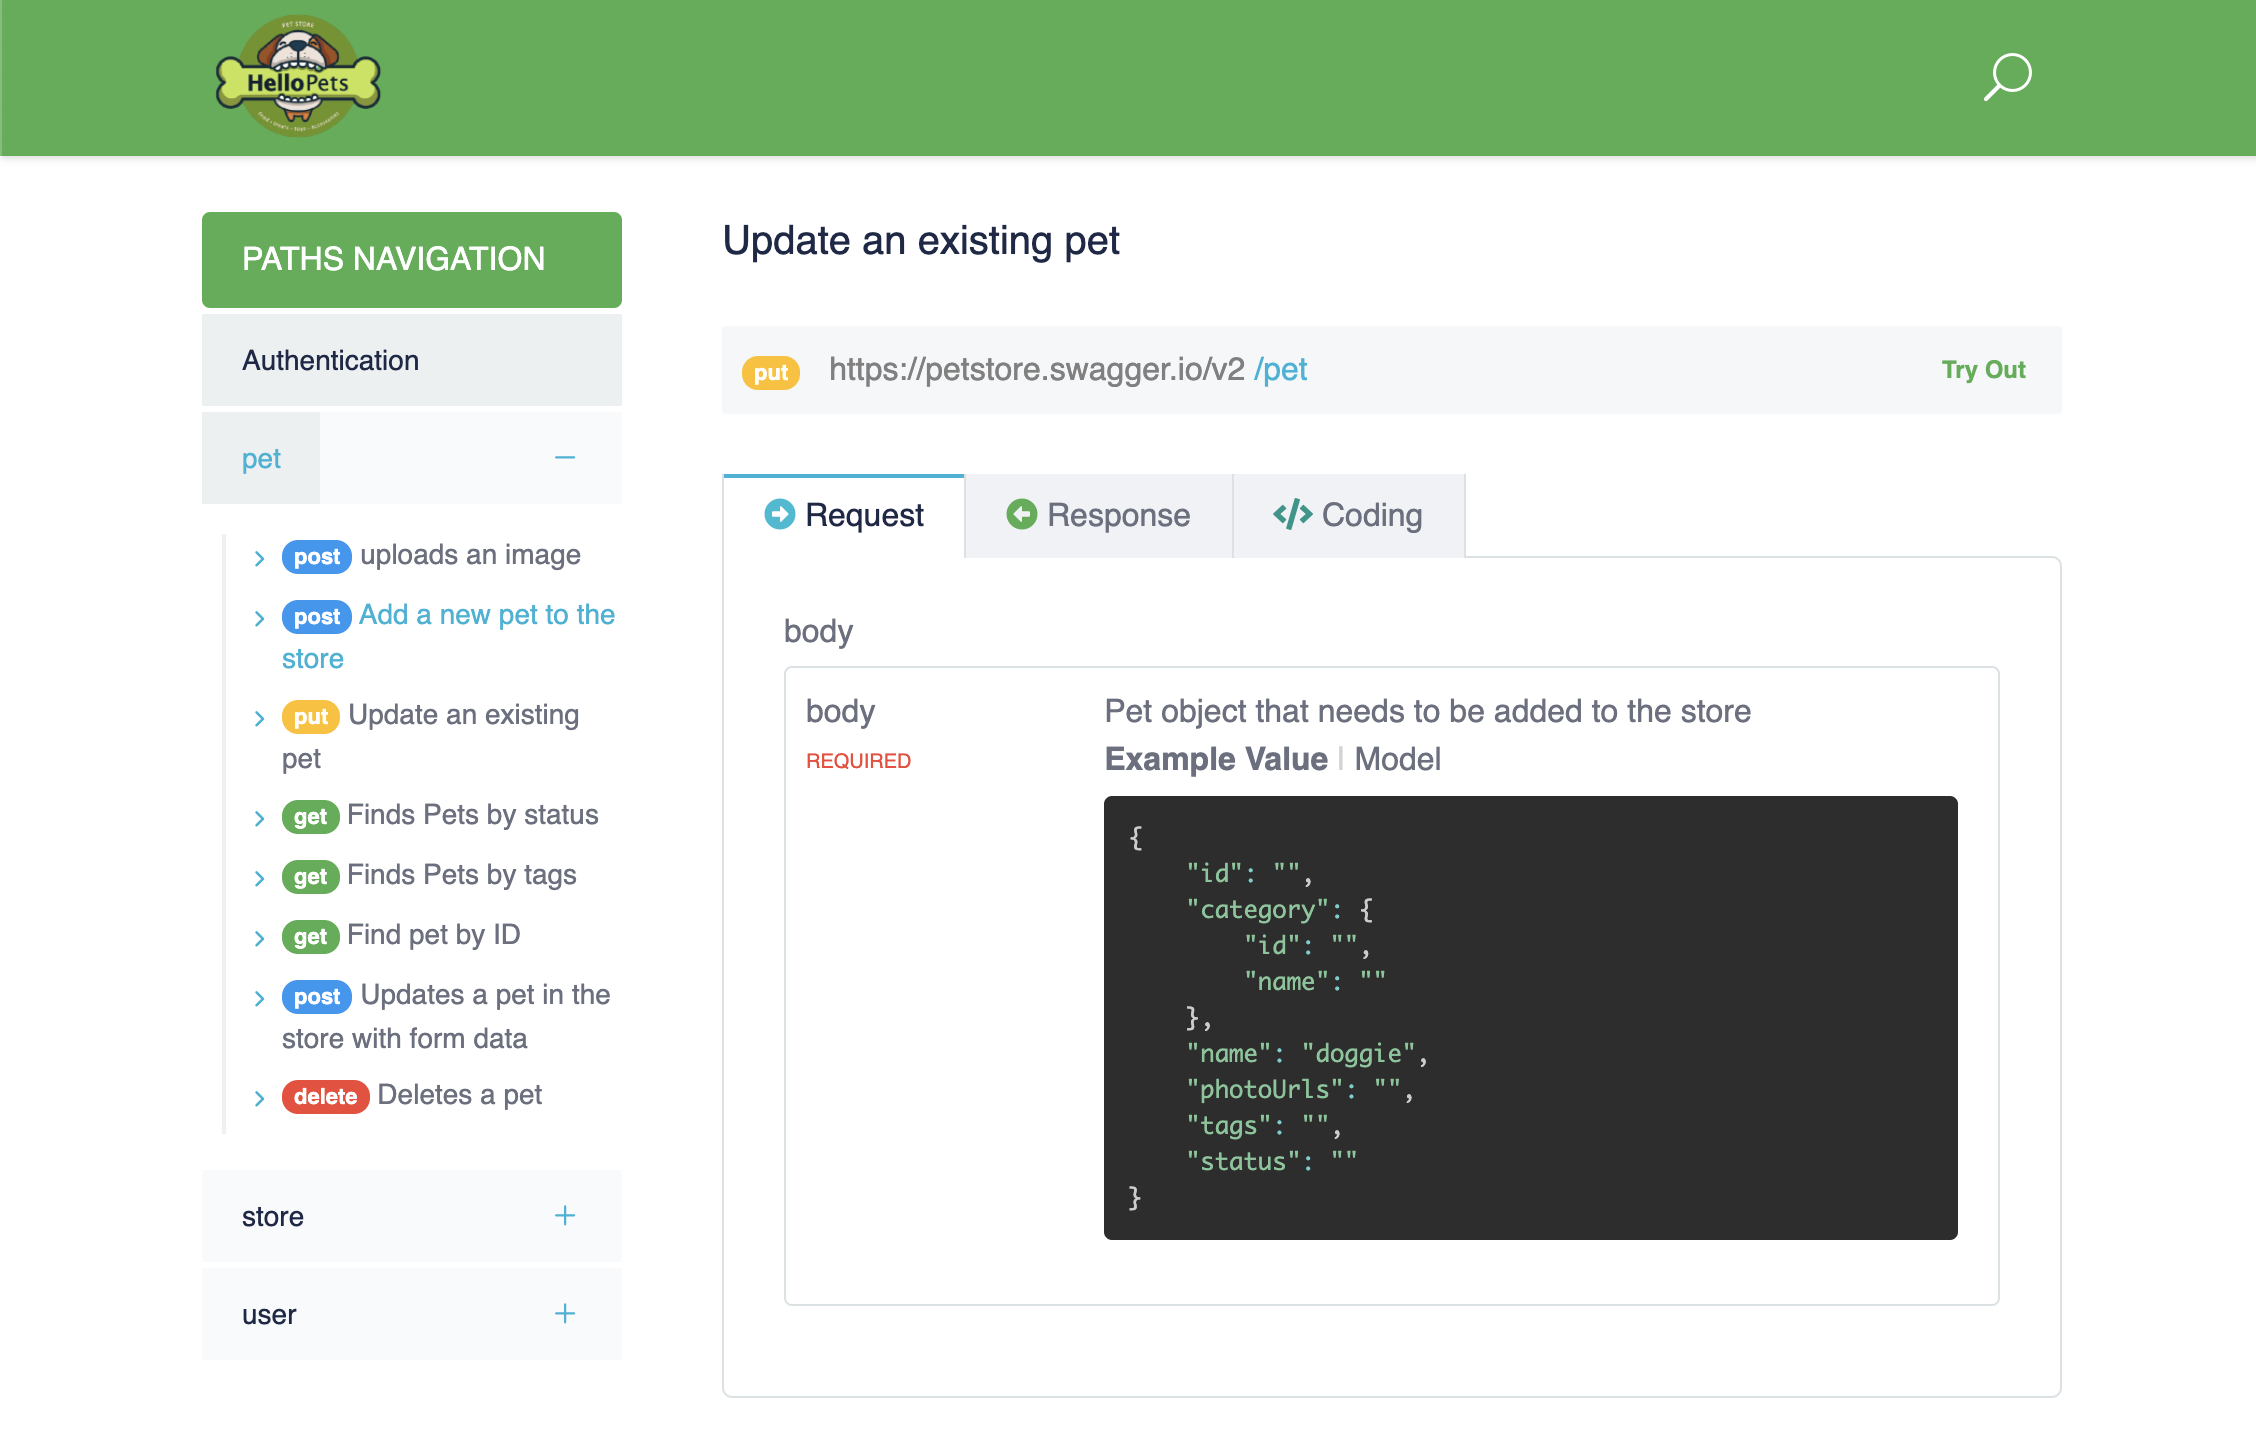 PET STORE
HelloPets
PATHS NAVIGATION
Authentication
pet
post uploads an image
post Add a new pet to the
store
put Update an existing
pet
get Finds Pets by status
get Finds Pets by tags
get Find pet by ID
post Updates a pet in the
store with form data
delete Deletes a pet
store
user
Update an existing pet
put https://petstore.swagger.io/v2 /pet Try Out
Request Response </> Coding
body
body Pet object that needs to be added to the store
REQUIRED Example Value | Model
{
    "id": "",
    "category": {
        "id": "",
        "name": ""
    },
    "name": "doggie",
    "photoUrls": "",
    "tags": "",
    "status": ""
}